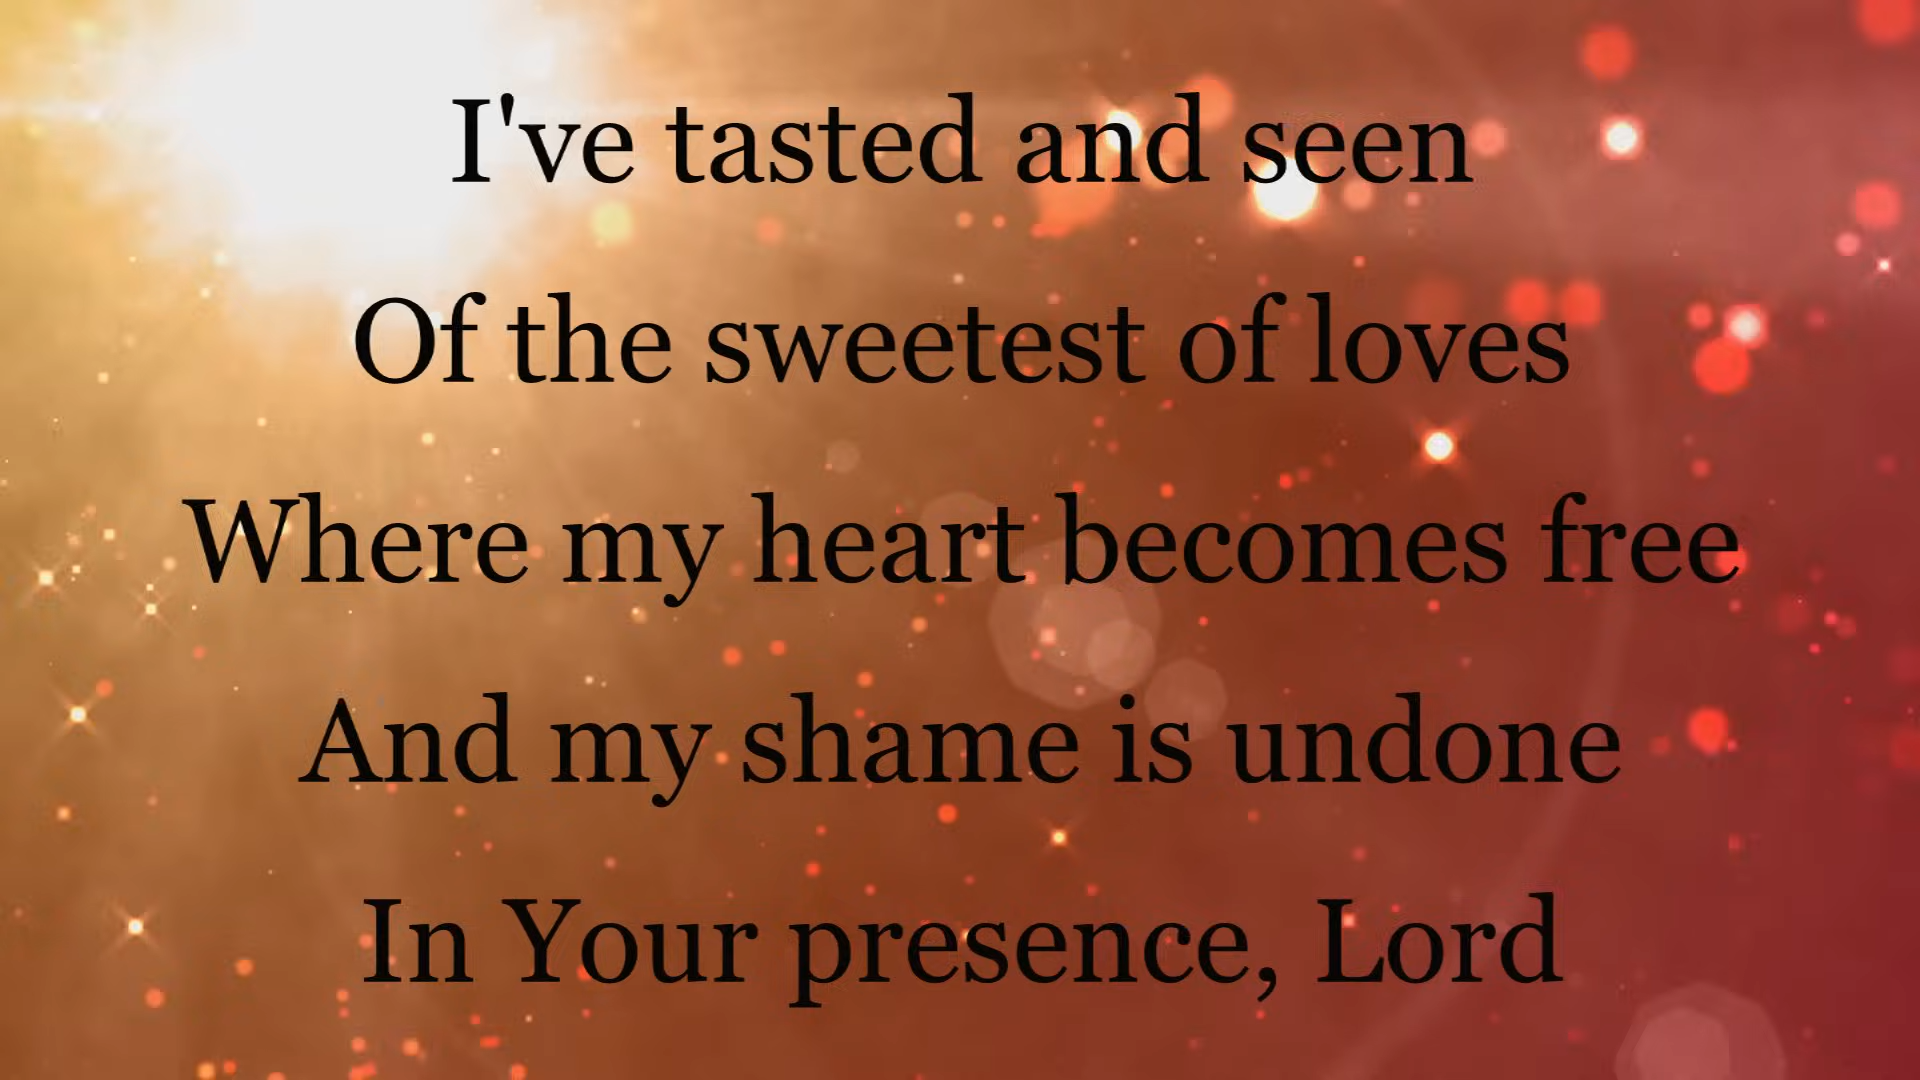 I've tasted and seen
Of the sweetest of loves
Where my heart becomes free
And my shame is undone
In Your presence, Lord